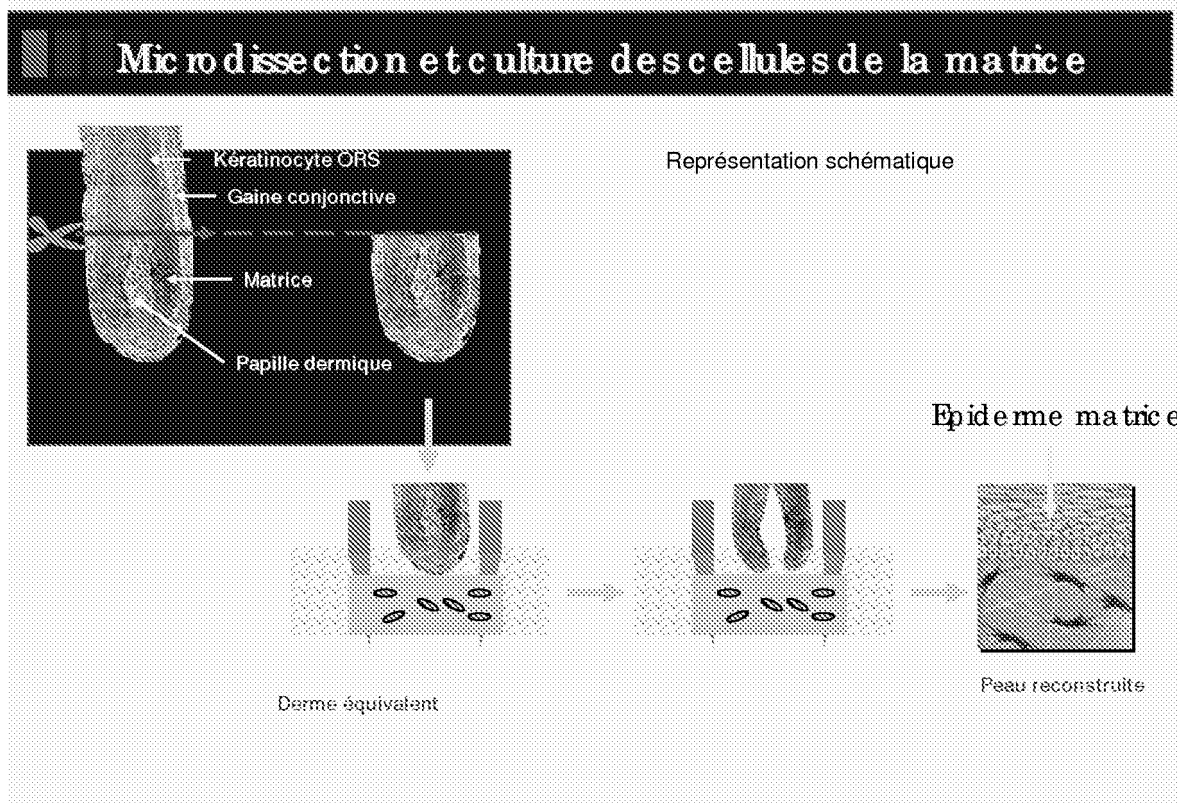 Microdissection et culture des cellules de la matrice
Kératinocyte ORS
Gaine conjonctive
Matrice
Papille dermique
Représentation schématique
Epiderme matrice
Derme équivalent
Peau reconstruite